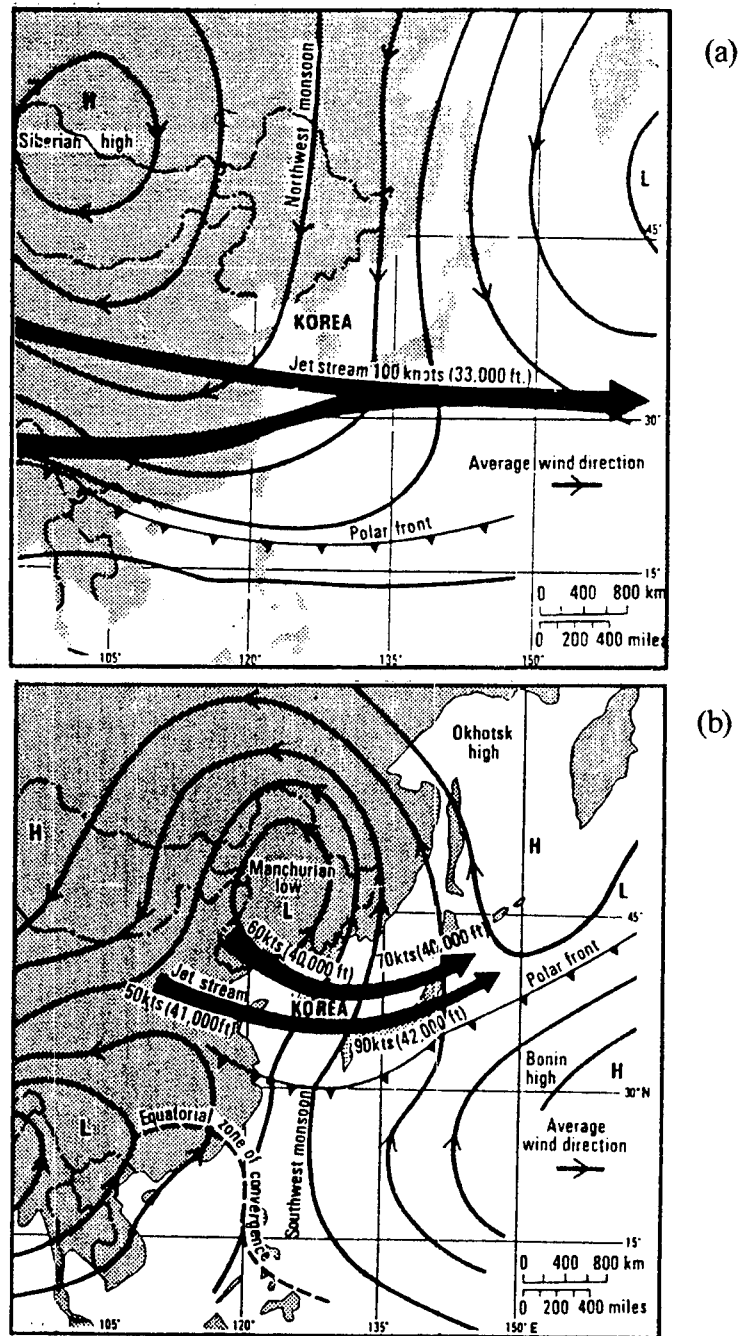 (a)
H
Siberian high
Northwest monsoon
L
45°
KOREA
Jet stream 100 knots (33,000 ft.)
30°
Average wind direction
Polar front
15°
0 400 800 km
0 200 400 miles
105° 120° 135° 150°
(b)
Okhotsk
high
H
H
Manchurian
low
L
L
45°
60kts (40,000 ft)
70kts (40,000 ft)
Jet stream
KOREA
50kts (41,000ft)
90kts (42,000 ft)
Polar front
Bonin
high
H
30°N
L
Equatorial zone of convergence
Southwest monsoon
Average
wind direction
15°
0 400 800 km
0 200 400 miles
105° 120° 135° 150° E